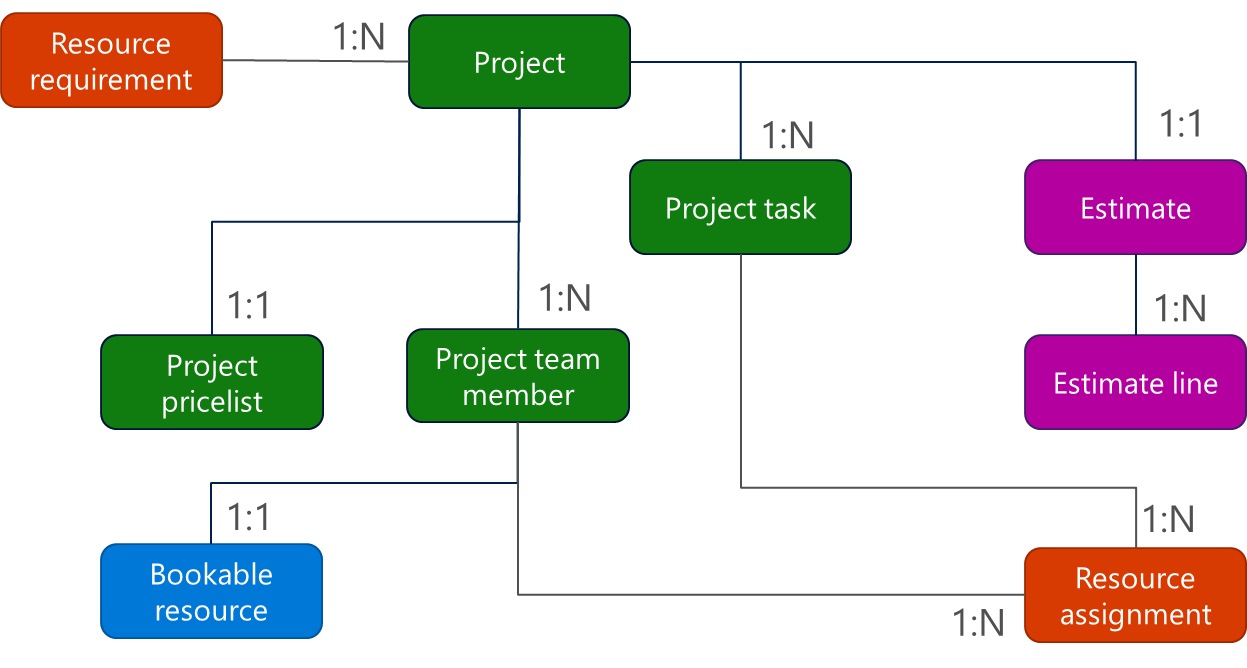 Resource
requirement
1:N
Project
1:N
1:1
Project task
Estimate
1:1
1:N
1:N
Project
pricelist
Project team
member
Estimate line
1:1
1:N
Bookable
resource
Resource
assignment
1:N